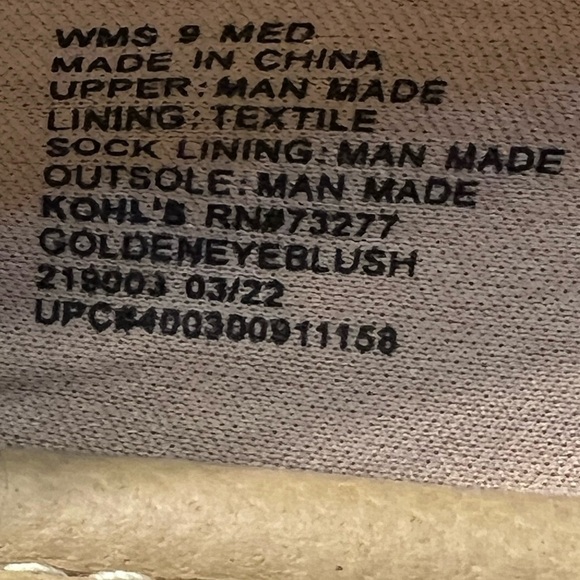 WMS 9 MED
MADE IN CHINA
UPPER: MAN MADE
LINING: TEXTILE
SOCK LINING: MAN MADE
OUTSOLE: MAN MADE
KOHL'S RN#73277
GOLDENEYEBLUSH
03/22
UPC#400300911158